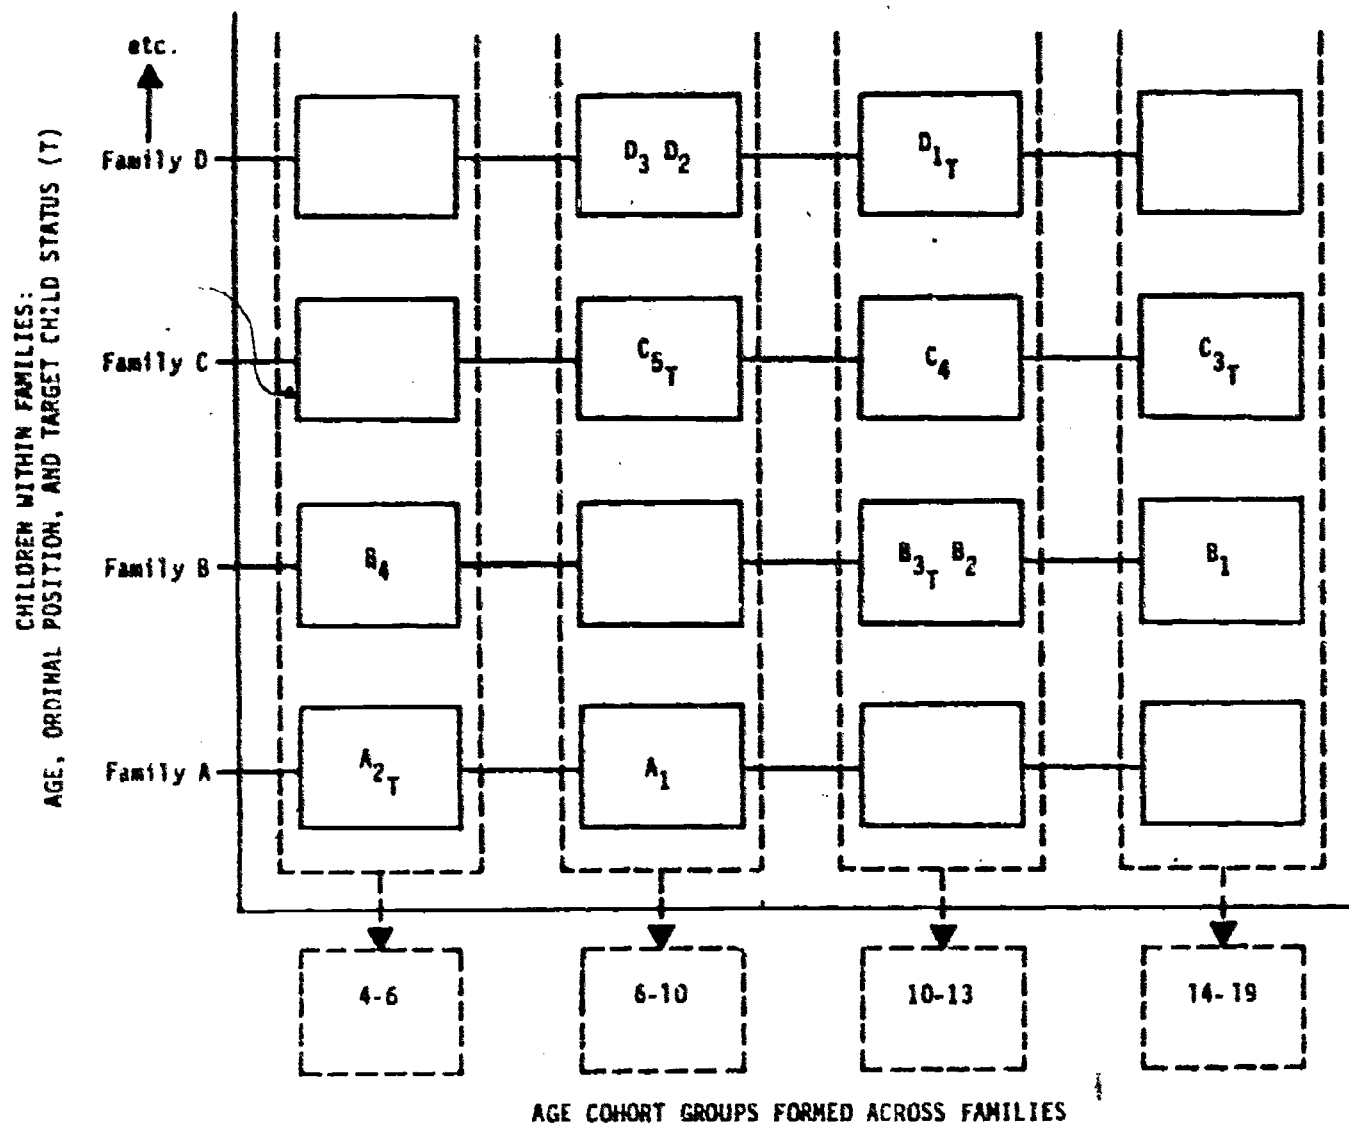 etc.
CHILDREN WITHIN FAMILIES:
AGE, ORDINAL POSITION, AND TARGET CHILD STATUS (T)
Family D
D3 D2
D1T
Family C
C5T
C4
C3T
Family B
B4
B3T B2
B1
Family A
A2T
A1
4-6
6-10
10-13
14-19
AGE COHORT GROUPS FORMED ACROSS FAMILIES